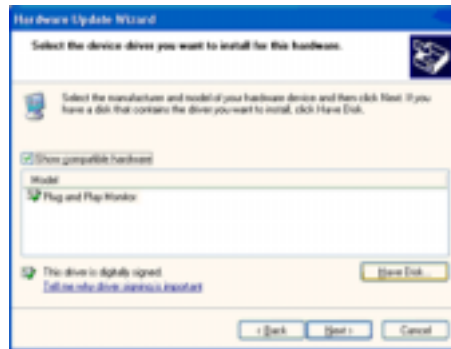 Hardware Update Wizard
Select the device driver you want to install for this hardware.
Select the manufacturer and model of your hardware device and then click Next. If you
have a disk that contains the driver you want to install, click Have Disk.
Show compatible hardware
Model
Plug and Play Monitor
This driver is digitally signed.
Have Disk...
Tell me why driver signing is important
< Back
Next >
Cancel